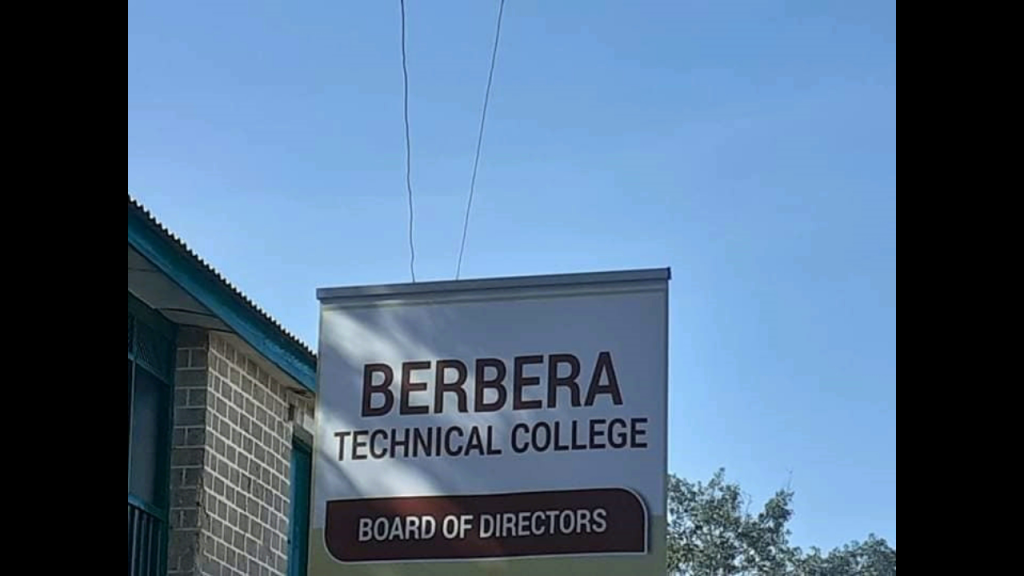 BERBERA
TECHNICAL COLLEGE
BOARD OF DIRECTORS